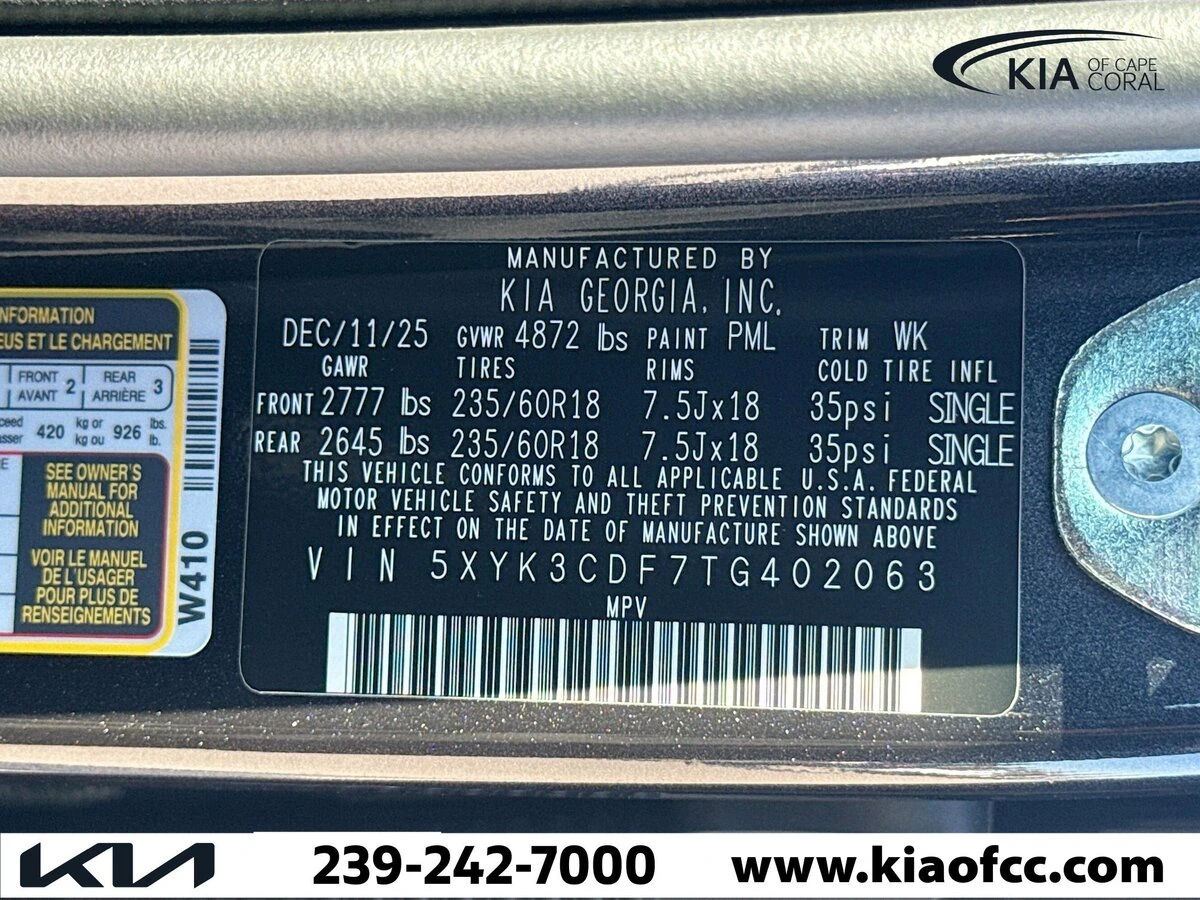 KIA OF CAPE CORAL
MANUFACTURED BY
KIA GEORGIA, INC.
DEC/11/25 GVWR 4872 lbs PAINT PML TRIM WK
GAWR TIRES RIMS COLD TIRE INFL
FRONT 2777 lbs 235/60R18 7.5Jx18 35psi SINGLE
REAR 2645 lbs 235/60R18 7.5Jx18 35psi SINGLE
THIS VEHICLE CONFORMS TO ALL APPLICABLE U.S.A. FEDERAL
MOTOR VEHICLE SAFETY AND THEFT PREVENTION STANDARDS
IN EFFECT ON THE DATE OF MANUFACTURE SHOWN ABOVE
VIN 5XYK3CDF7TG402063
MPV
ET LE CHARGEMENT
FRONT AVANT 2 REAR ARRIÈRE 3
420 kg or kg ou 926 lbs. lb.
SEE OWNER'S
MANUAL FOR
ADDITIONAL
INFORMATION
VOIR LE MANUEL
DE L'USAGER
POUR PLUS DE
RENSEIGNEMENTS
W410
KIA 239-242-7000 www.kiaofcc.com